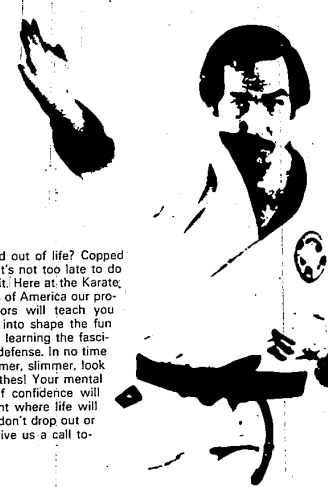 d out of life? Copped
t's not too late to do
it. Here at the Karate
s of America our pro-
ors will teach you
into shape the fun
learning the fasci-
defense. In no time
mer, slimmer, look
thes! Your mental
f confidence will
nt where life will
don't drop out or
ive us a call to-